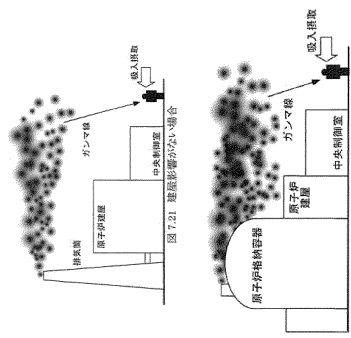 排気筒
原子炉建屋
中央制御室
ガンマ線
吸入摂取
図 7.21 建屋影響がない場合
原子炉格納容器
原子炉
建屋
中央制御室
ガンマ線
吸入摂取